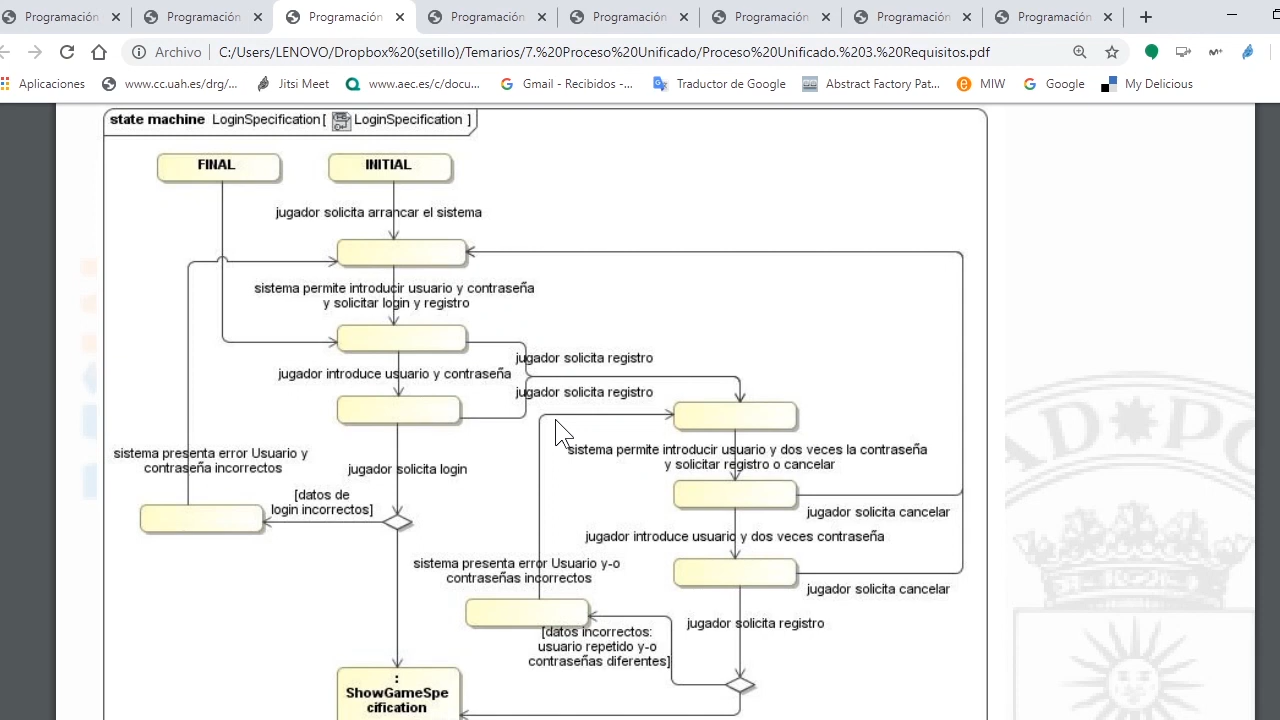 Programación
Programación
Programación
Programación
Programación
Programación
Programación
Programación
Archivo
C:/Users/LENOVO/Dropbox%20(setillo)/Temarios/7.%20Proceso%20Unificado/Proceso%20Unificado%203.%20Requisitos.pdf
Aplicaciones
www.cc.uah.es/drg/...
Jitsi Meet
www.aec.es/c/docu...
Gmail - Recibidos -...
Traductor de Google
Abstract Factory Pat...
MIW
Google
My Delicious
state machine LoginSpecification[ LoginSpecification ]
FINAL
INITIAL
jugador solicita arrancar el sistema
sistema permite introducir usuario y contraseña
y solicitar login y registro
jugador solicita registro
jugador introduce usuario y contraseña
jugador solicita registro
sistema presenta error Usuario y
contraseña incorrectos
jugador solicita login
sistema permite introducir usuario y dos veces la contraseña
y solicitar registro o cancelar
[datos de
login incorrectos]
jugador solicita cancelar
jugador introduce usuario y dos veces contraseña
sistema presenta error Usuario y-o
contraseñas incorrectos
jugador solicita cancelar
jugador solicita registro
[datos incorrectos:
usuario repetido y-o
contraseñas diferentes]
:
ShowGameSpe
cification